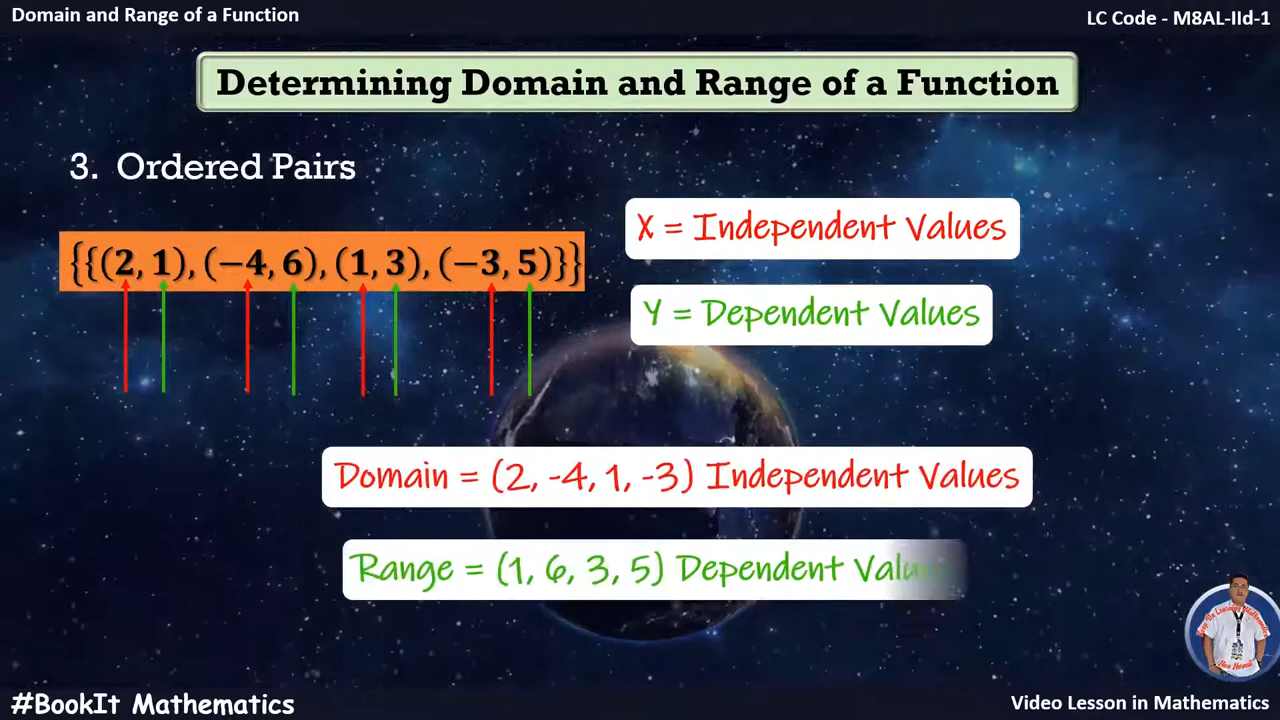 Domain and Range of a Function
LC Code - M8AL-IId-1
Determining Domain and Range of a Function
3. Ordered Pairs
{{(2, 1), (−4, 6), (1, 3), (−3, 5)}}
X = Independent Values
Y = Dependent Values
Domain = (2, -4, 1, -3) Independent Values
Range = (1, 6, 3, 5) Dependent Valu
#BookIt Mathematics
Video Lesson in Mathematics